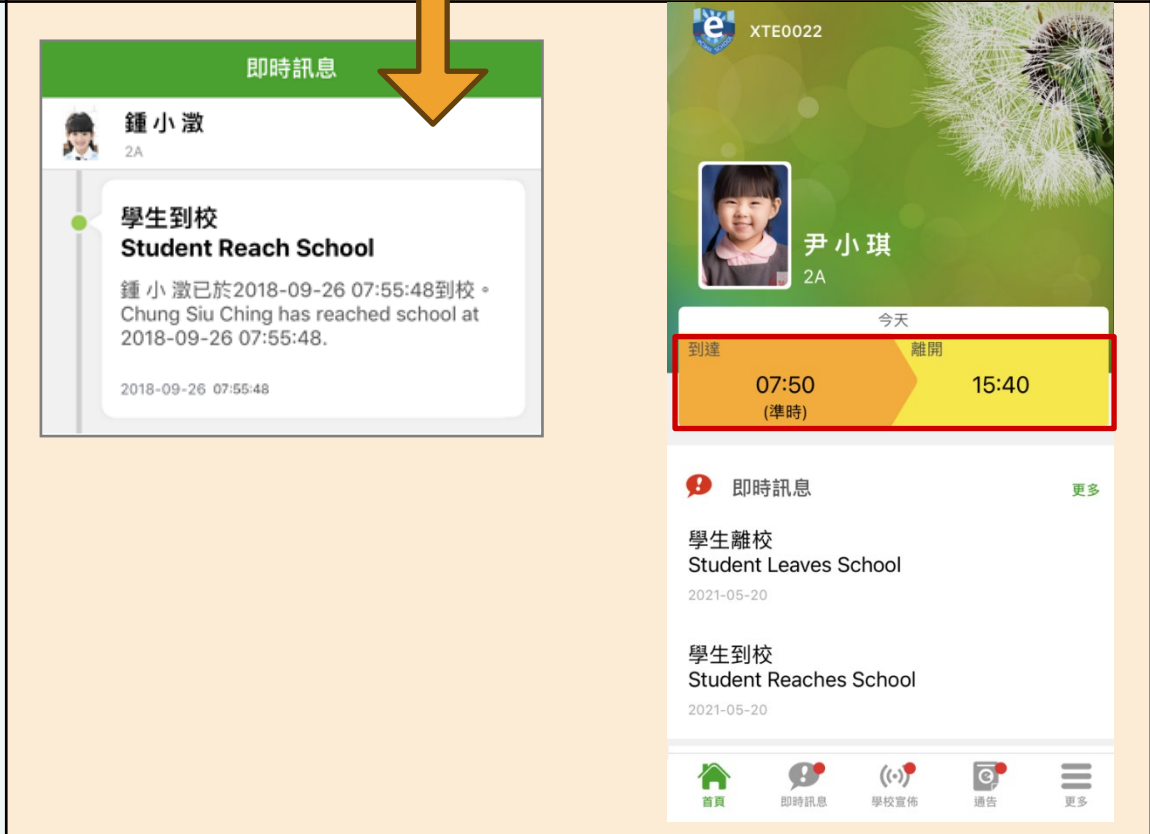 即時訊息
鍾 小 澂
2A
學生到校
Student Reach School
鍾 小 澂已於2018-09-26 07:55:48到校。
Chung Siu Ching has reached school at
2018-09-26 07:55:48.
2018-09-26 07:55:48
e
XTE0022
尹 小 琪
2A
今天
到達
離開
07:50
15:40
(準時)
即時訊息
更多
學生離校
Student Leaves School
2021-05-20
學生到校
Student Reaches School
2021-05-20
首頁
即時訊息
學校宣佈
通告
更多